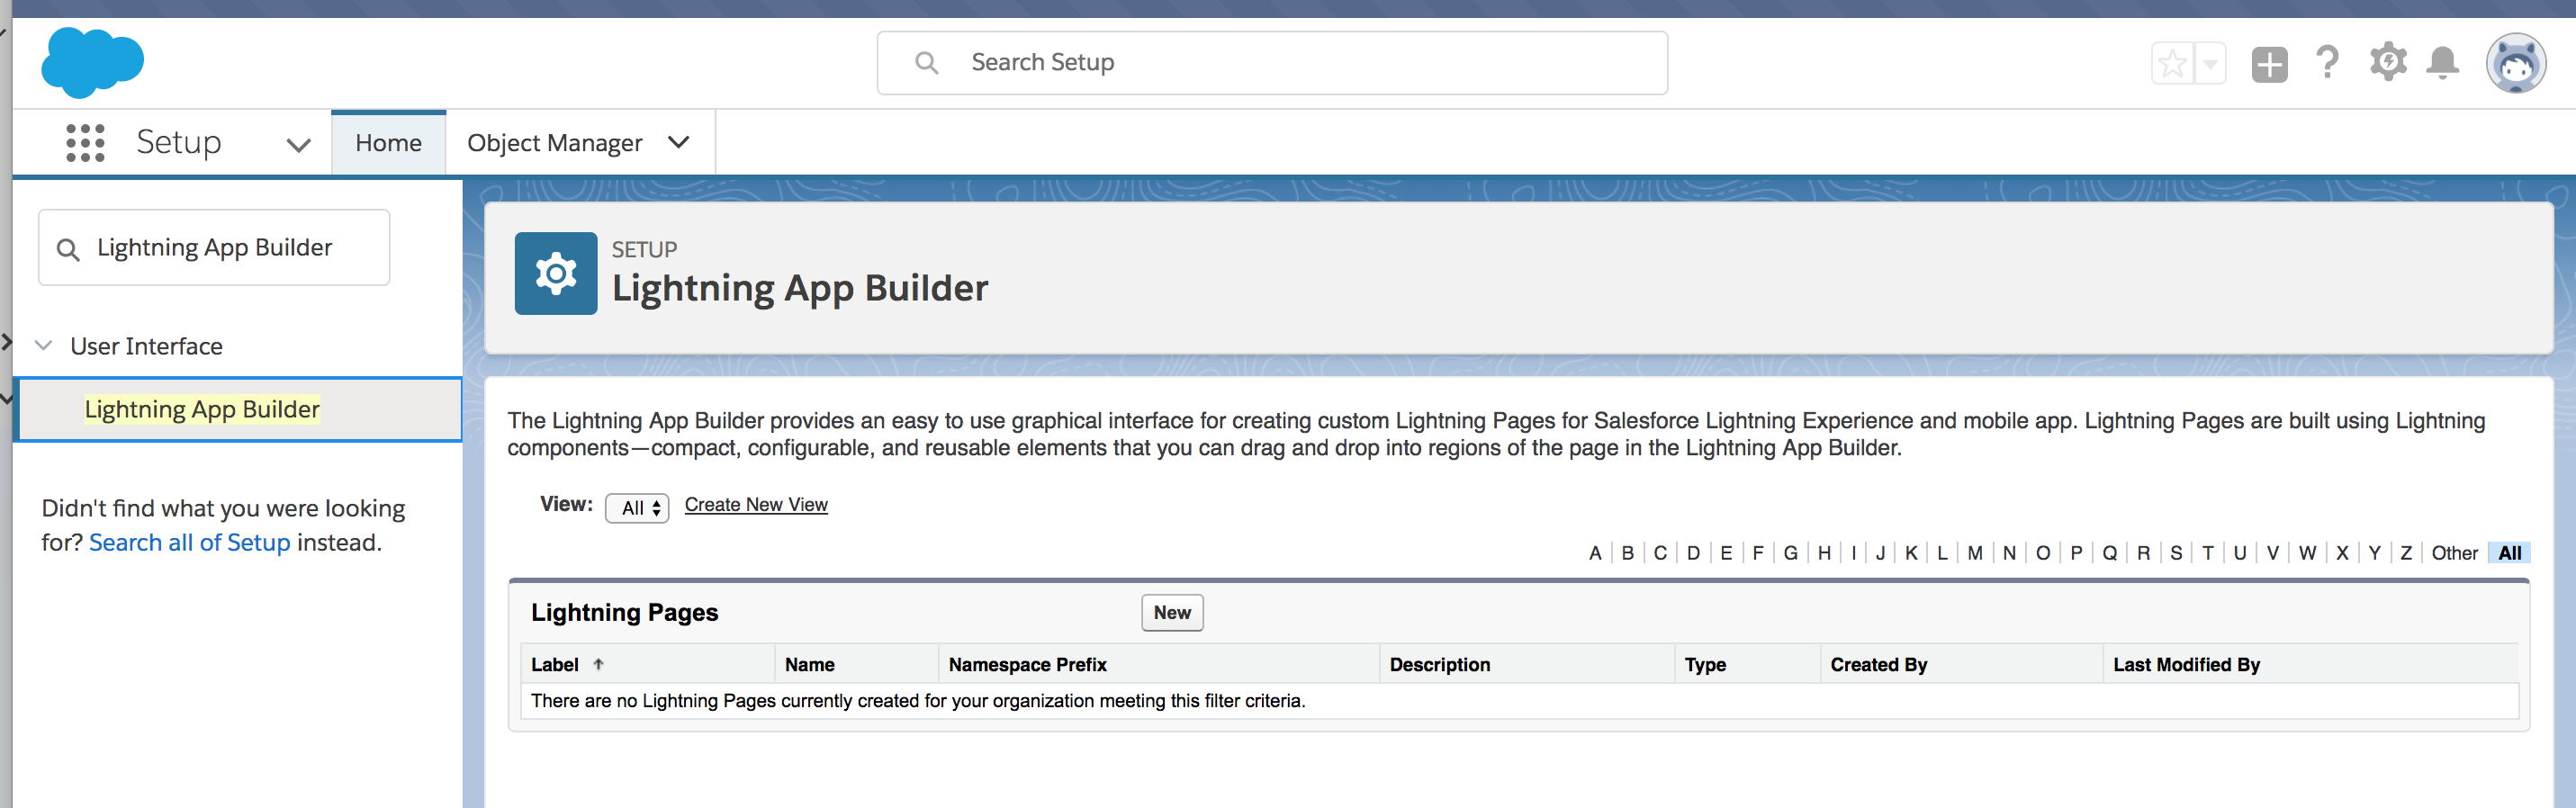 Search Setup
Setup
Home
Object Manager
Lightning App Builder
User Interface
Lightning App Builder
Didn't find what you were looking
for? Search all of Setup instead.
SETUP
Lightning App Builder
The Lightning App Builder provides an easy to use graphical interface for creating custom Lightning Pages for Salesforce Lightning Experience and mobile app. Lightning Pages are built using Lightning
components—compact, configurable, and reusable elements that you can drag and drop into regions of the page in the Lightning App Builder.
View: All Create New View
A | B | C | D | E | F | G | H | I | J | K | L | M | N | O | P | Q | R | S | T | U | V | W | X | Y | Z | Other | All
Lightning Pages New
Label Name Namespace Prefix Description Type Created By Last Modified By
There are no Lightning Pages currently created for your organization meeting this filter criteria.